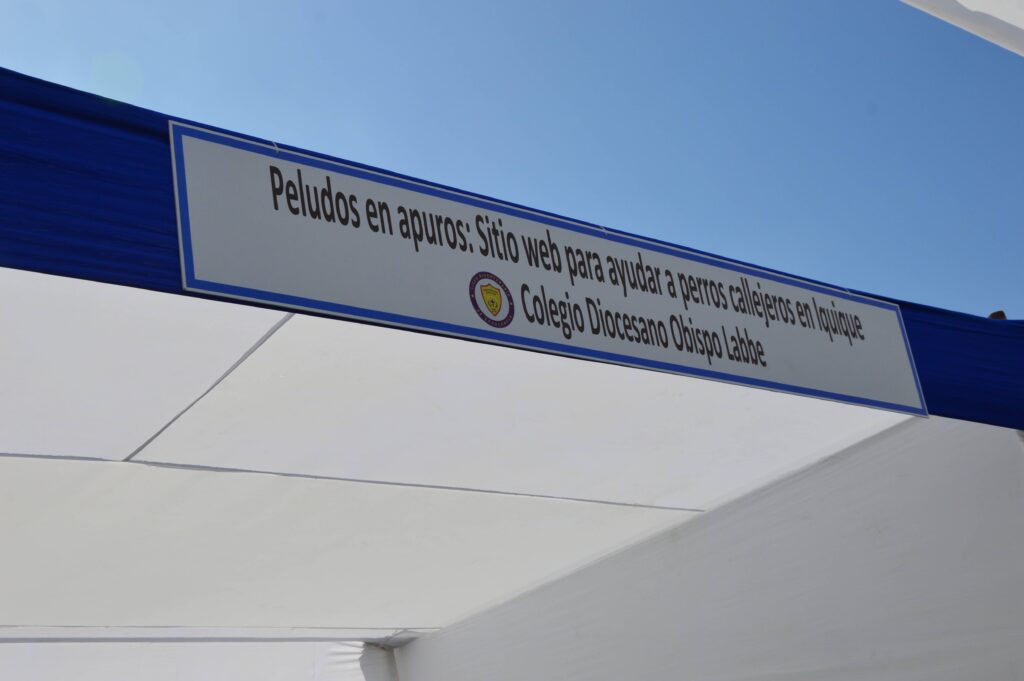 Peludos en apuros: Sitio web para ayudar a perros callejeros en Iquique
Colegio Diocesano Obispo Labbe